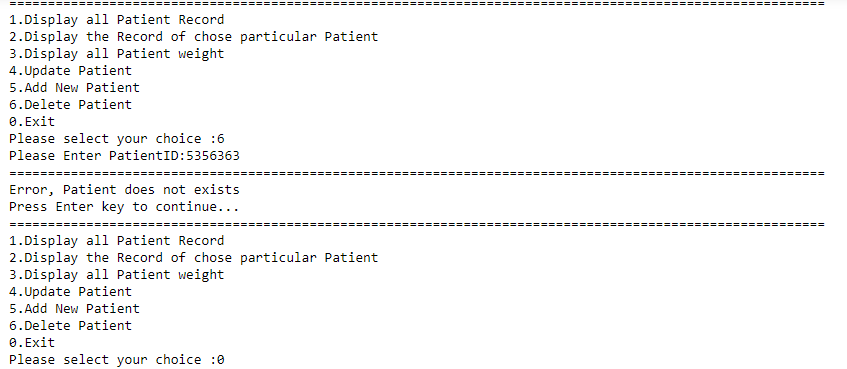 ==========================================================================================================
1.Display all Patient Record
2.Display the Record of chose particular Patient
3.Display all Patient weight
4.Update Patient
5.Add New Patient
6.Delete Patient
0.Exit
Please select your choice :6
Please Enter PatientID:5356363
==========================================================================================================
Error, Patient does not exists
Press Enter key to continue...
==========================================================================================================
1.Display all Patient Record
2.Display the Record of chose particular Patient
3.Display all Patient weight
4.Update Patient
5.Add New Patient
6.Delete Patient
0.Exit
Please select your choice :0